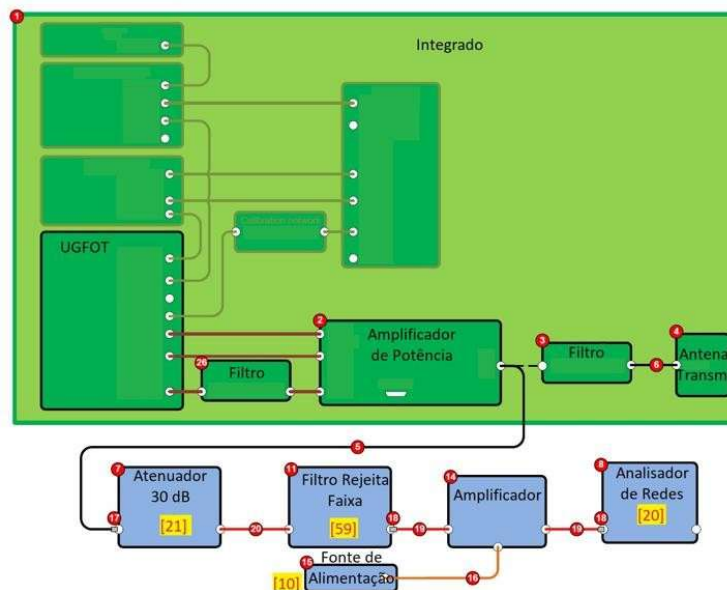 1
Integrado
Calibration network
UGFOT
2
Amplificador
de Potência
3
Filtro
4
Antena
Transm
26
Filtro
6
5
7
Atenuador
30 dB
[21]
17
20
11
Filtro Rejeita
Faixa
[59]
18
19
14
Amplificador
19
8
Analisador
de Redes
[20]
18
15
Fonte de
Alimentação
[10]
16